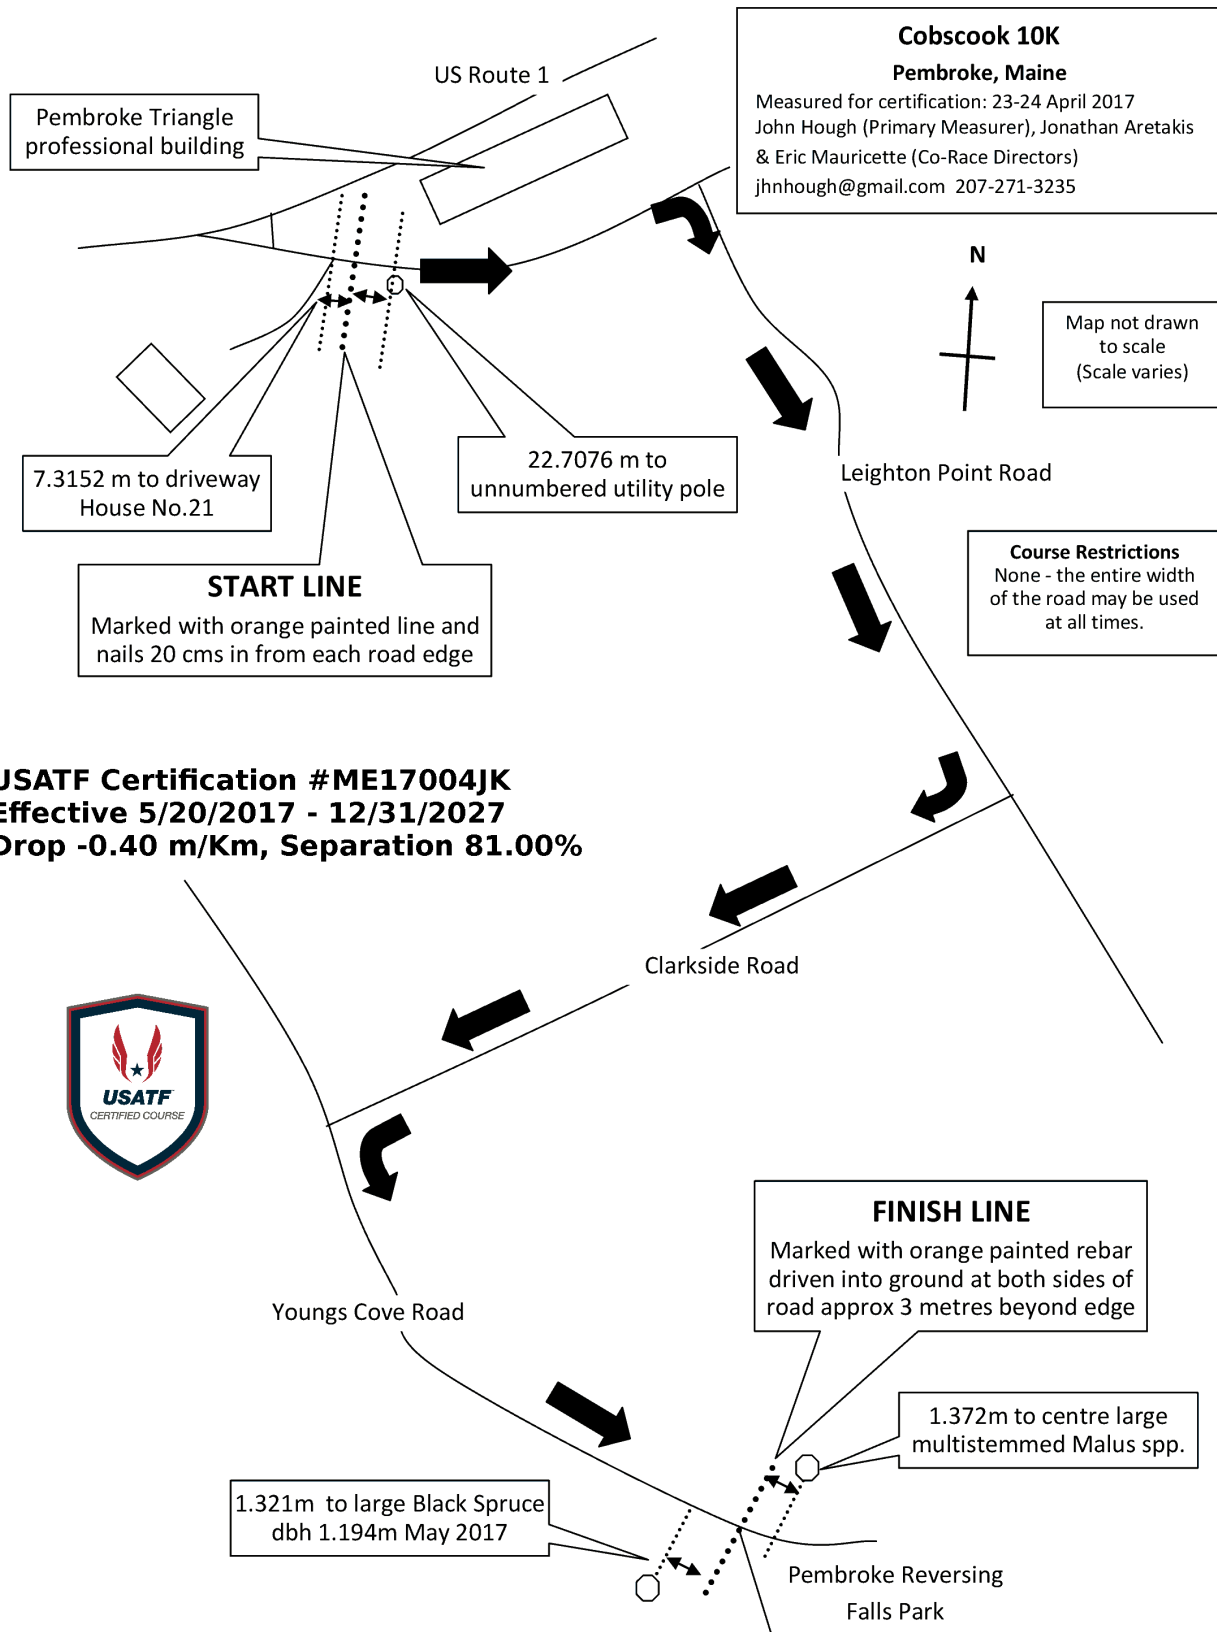 Cobscook 10K
Pembroke, Maine
Measured for certification: 23-24 April 2017
John Hough (Primary Measurer), Jonathan Aretakis
& Eric Mauricette (Co-Race Directors)
jhnhough@gmail.com  207-271-3235
US Route 1
Pembroke Triangle
professional building
N
Map not drawn
to scale
(Scale varies)
7.3152 m to driveway
House No.21
22.7076 m to
unnumbered utility pole
Leighton Point Road
START LINE
Marked with orange painted line and
nails 20 cms in from each road edge
Course Restrictions
None - the entire width
of the road may be used
at all times.
USATF Certification #ME17004JK
Effective 5/20/2017 - 12/31/2027
Drop -0.40 m/Km, Separation 81.00%
Clarkside Road
USATF
CERTIFIED COURSE
FINISH LINE
Marked with orange painted rebar
driven into ground at both sides of
road approx 3 metres beyond edge
Youngs Cove Road
1.372m to centre large
multistemmed Malus spp.
1.321m  to large Black Spruce
dbh 1.194m May 2017
Pembroke Reversing
Falls Park